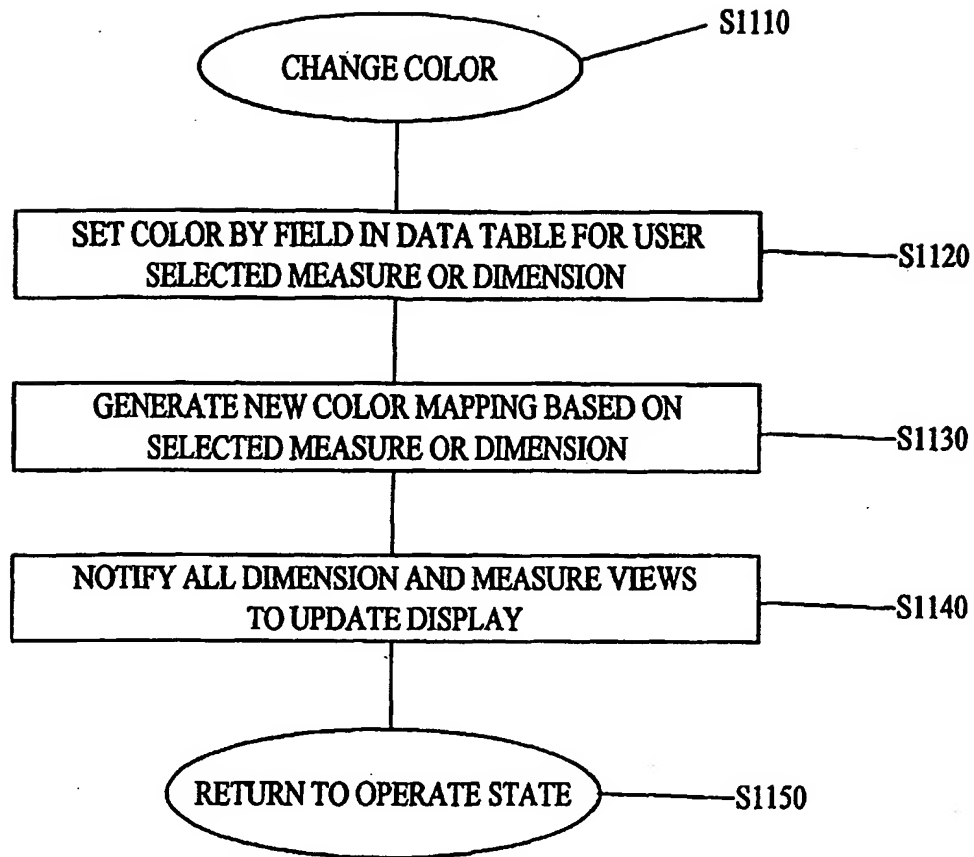 S1110
CHANGE COLOR
SET COLOR BY FIELD IN DATA TABLE FOR USER
SELECTED MEASURE OR DIMENSION
S1120
GENERATE NEW COLOR MAPPING BASED ON
SELECTED MEASURE OR DIMENSION
S1130
NOTIFY ALL DIMENSION AND MEASURE VIEWS
TO UPDATE DISPLAY
S1140
RETURN TO OPERATE STATE
S1150